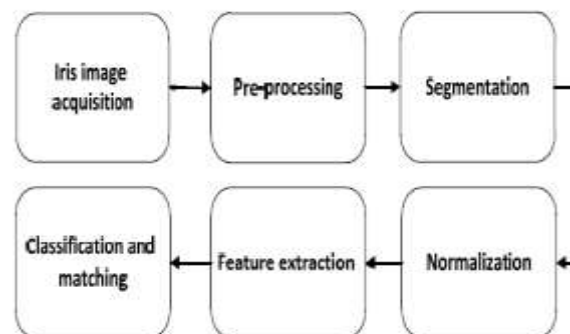 Iris image
acquisition
Pre-processing
Segmentation
Classification and
matching
Feature extraction
Normalization